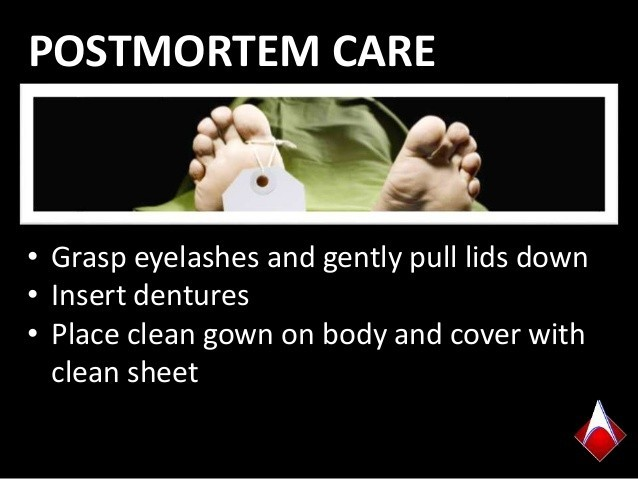 POSTMORTEM CARE
• Grasp eyelashes and gently pull lids down
• Insert dentures
• Place clean gown on body and cover with
clean sheet